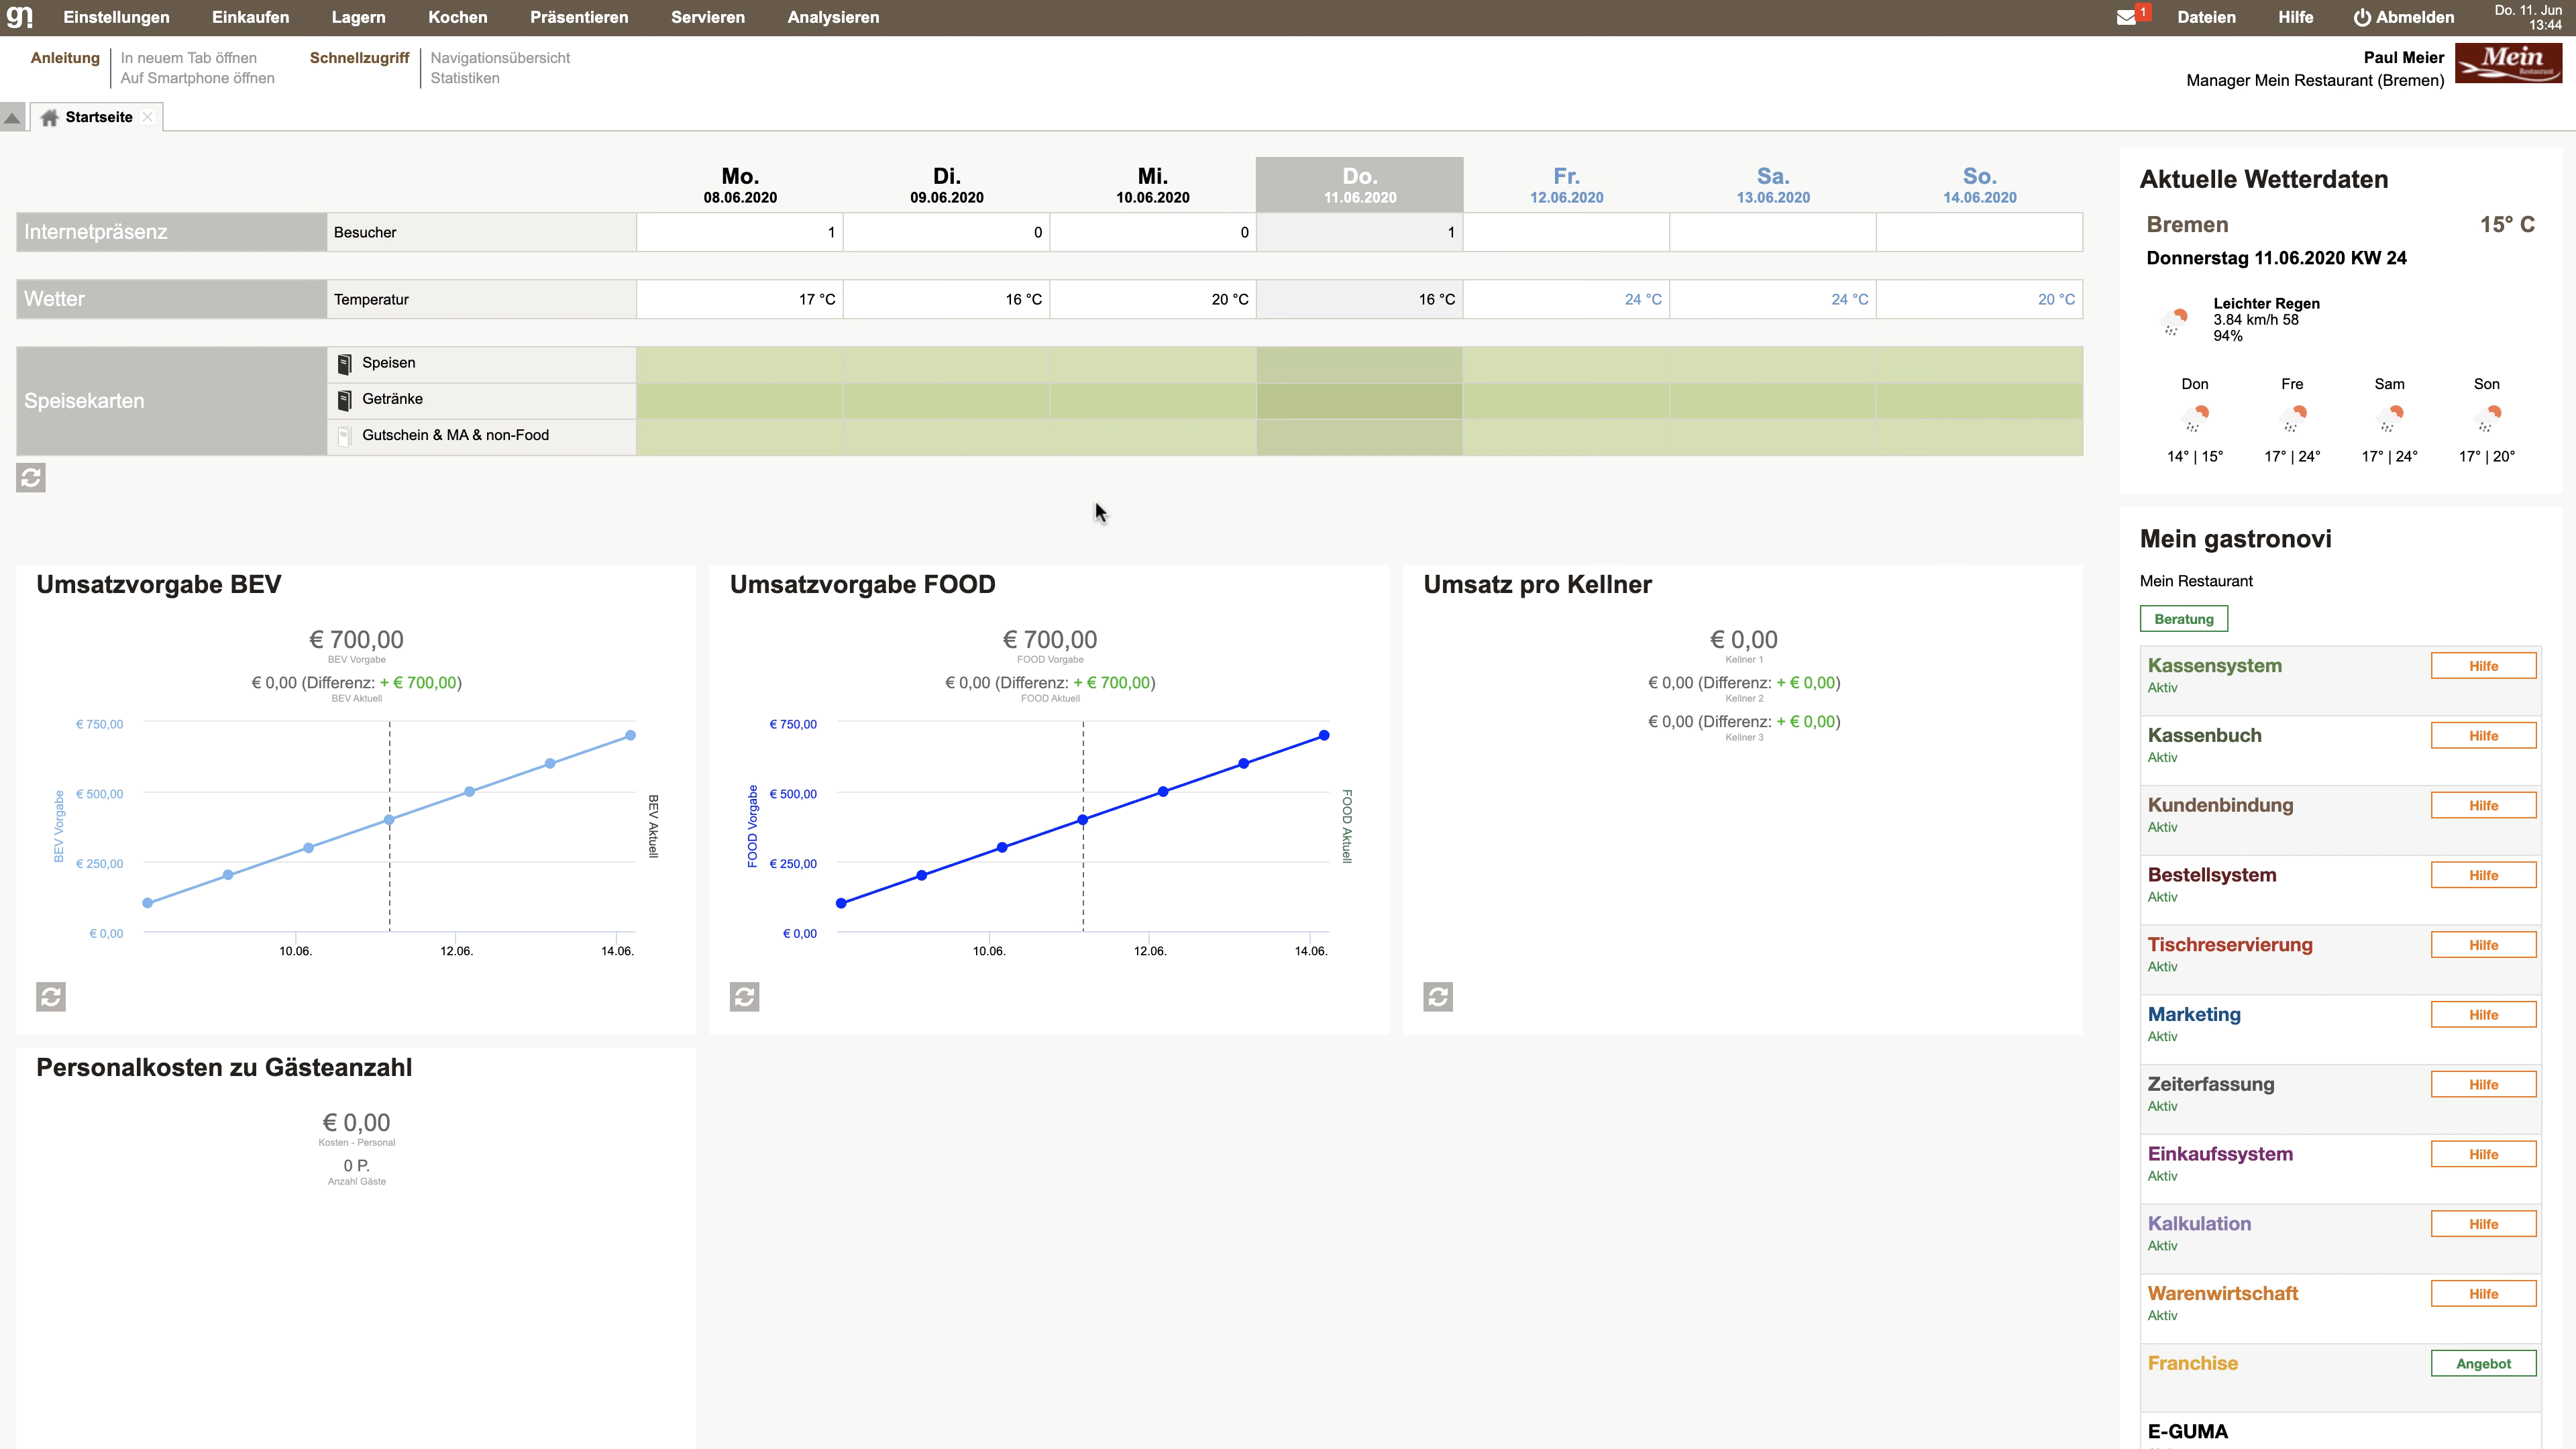 gn Einstellungen Einkaufen Lagern Kochen Präsentieren Servieren Analysieren 1 Dateien Hilfe Abmelden Do. 11. Jun
13:44
Anleitung In neuem Tab öffnen Schnellzugriff Navigationsübersicht Paul Meier Mein
Auf Smartphone öffnen Statistiken Manager Mein Restaurant (Bremen) Restaurant
Startseite
Mo. Di. Mi. Do. Fr. Sa. So.
08.06.2020 09.06.2020 10.06.2020 11.06.2020 12.06.2020 13.06.2020 14.06.2020
Internetpräsenz Besucher 1 0 0 1
Wetter Temperatur 17 °C 16 °C 20 °C 16 °C 24 °C 24 °C 20 °C
Speisekarten
Speisen
Getränke
Gutschein & MA & non-Food
Umsatzvorgabe BEV
€ 700,00
BEV Vorgabe
€ 0,00 (Differenz: + € 700,00)
BEV Aktuell
€ 750,00
€ 500,00
€ 250,00
€ 0,00
BEV Vorgabe
BEV Aktuell
10.06. 12.06. 14.06.
Umsatzvorgabe FOOD
€ 700,00
FOOD Vorgabe
€ 0,00 (Differenz: + € 700,00)
FOOD Aktuell
€ 750,00
€ 500,00
€ 250,00
€ 0,00
FOOD Vorgabe
FOOD Aktuell
10.06. 12.06. 14.06.
Umsatz pro Kellner
€ 0,00
Kellner 1
€ 0,00 (Differenz: + € 0,00)
Kellner 2
€ 0,00 (Differenz: + € 0,00)
Kellner 3
Personalkosten zu Gästeanzahl
€ 0,00
Kosten - Personal
0 P.
Anzahl Gäste
Aktuelle Wetterdaten
Bremen 15° C
Donnerstag 11.06.2020 KW 24
Leichter Regen
3.84 km/h 58
94%
Don Fre Sam Son
14° | 15° 17° | 24° 17° | 24° 17° | 20°
Mein gastronovi
Mein Restaurant
Beratung
Kassensystem Hilfe
Aktiv
Kassenbuch Hilfe
Aktiv
Kundenbindung Hilfe
Aktiv
Bestellsystem Hilfe
Aktiv
Tischreservierung Hilfe
Aktiv
Marketing Hilfe
Aktiv
Zeiterfassung Hilfe
Aktiv
Einkaufssystem Hilfe
Aktiv
Kalkulation Hilfe
Aktiv
Warenwirtschaft Hilfe
Aktiv
Franchise Angebot
E-GUMA